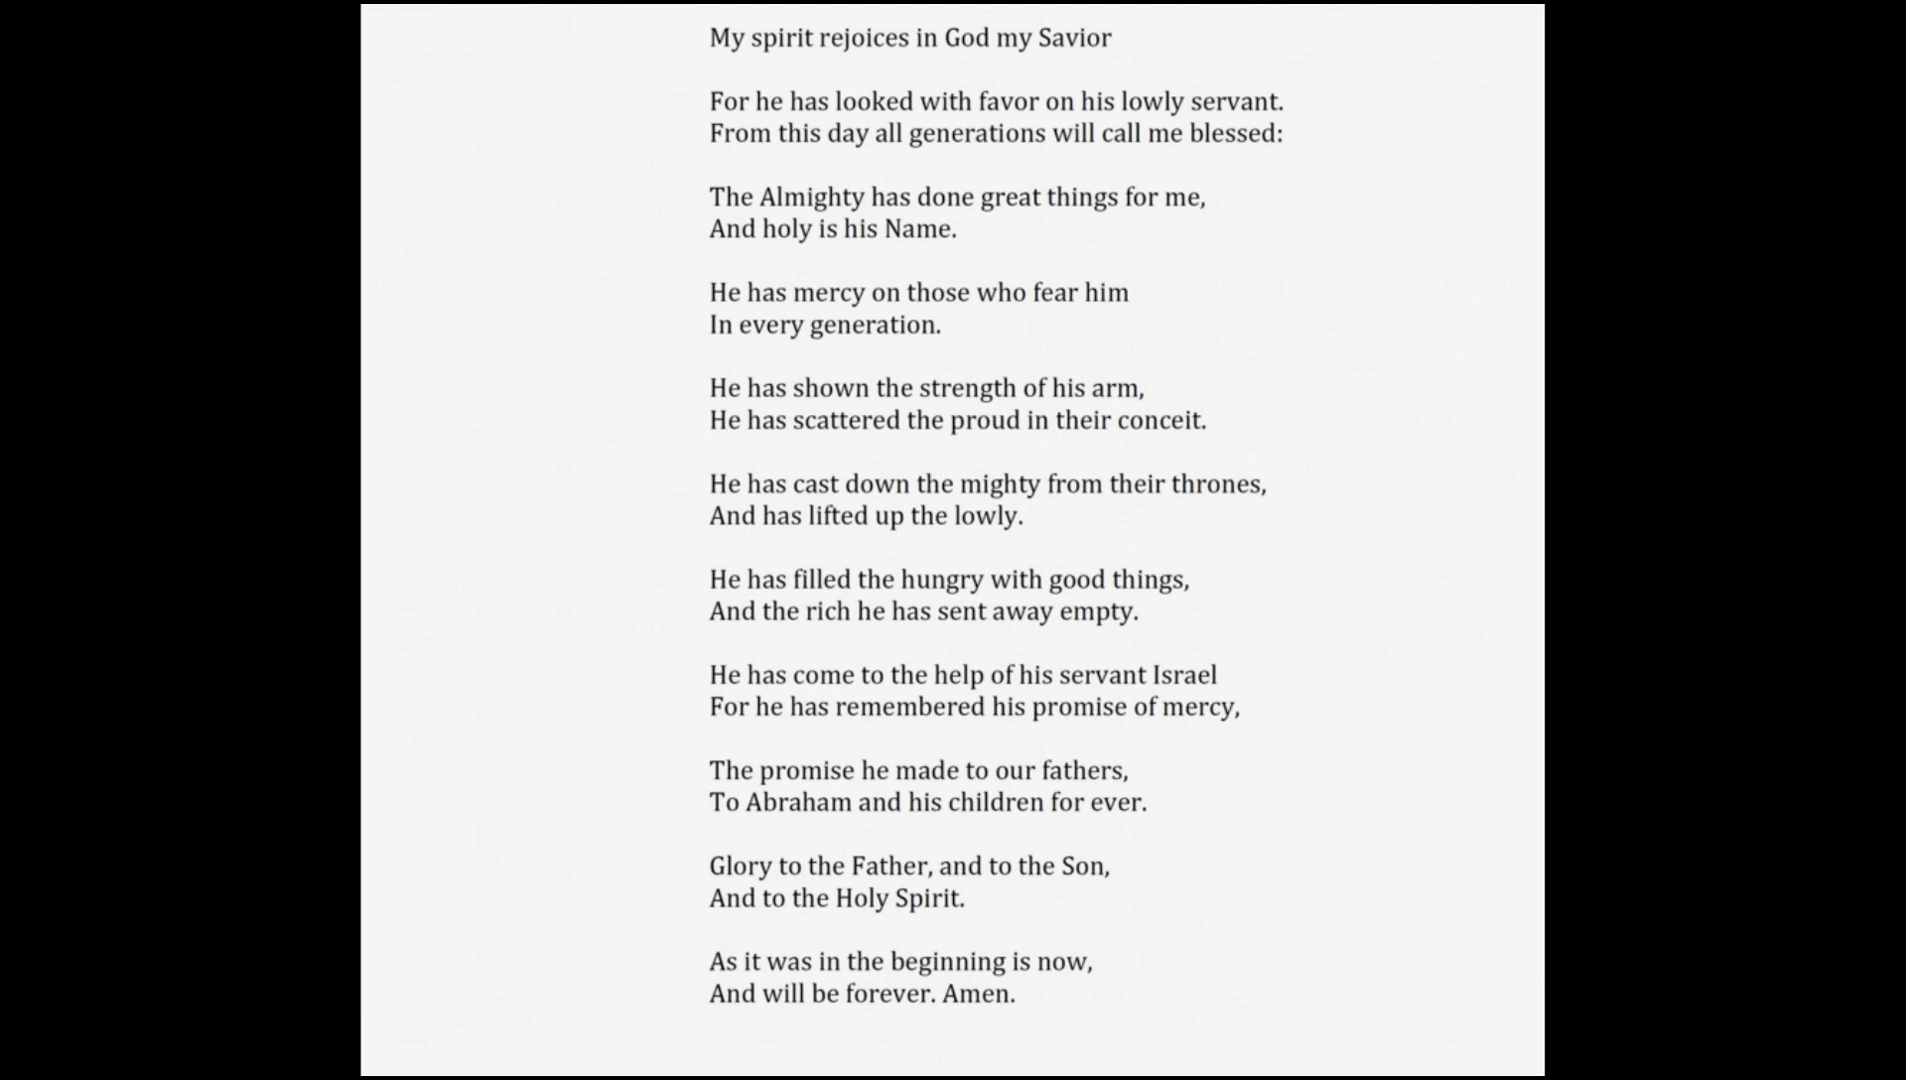 My spirit rejoices in God my Savior
For he has looked with favor on his lowly servant.
From this day all generations will call me blessed:
The Almighty has done great things for me,
And holy is his Name.
He has mercy on those who fear him
In every generation.
He has shown the strength of his arm,
He has scattered the proud in their conceit.
He has cast down the mighty from their thrones,
And has lifted up the lowly.
He has filled the hungry with good things,
And the rich he has sent away empty.
He has come to the help of his servant Israel
For he has remembered his promise of mercy,
The promise he made to our fathers,
To Abraham and his children for ever.
Glory to the Father, and to the Son,
And to the Holy Spirit.
As it was in the beginning is now,
And will be forever. Amen.